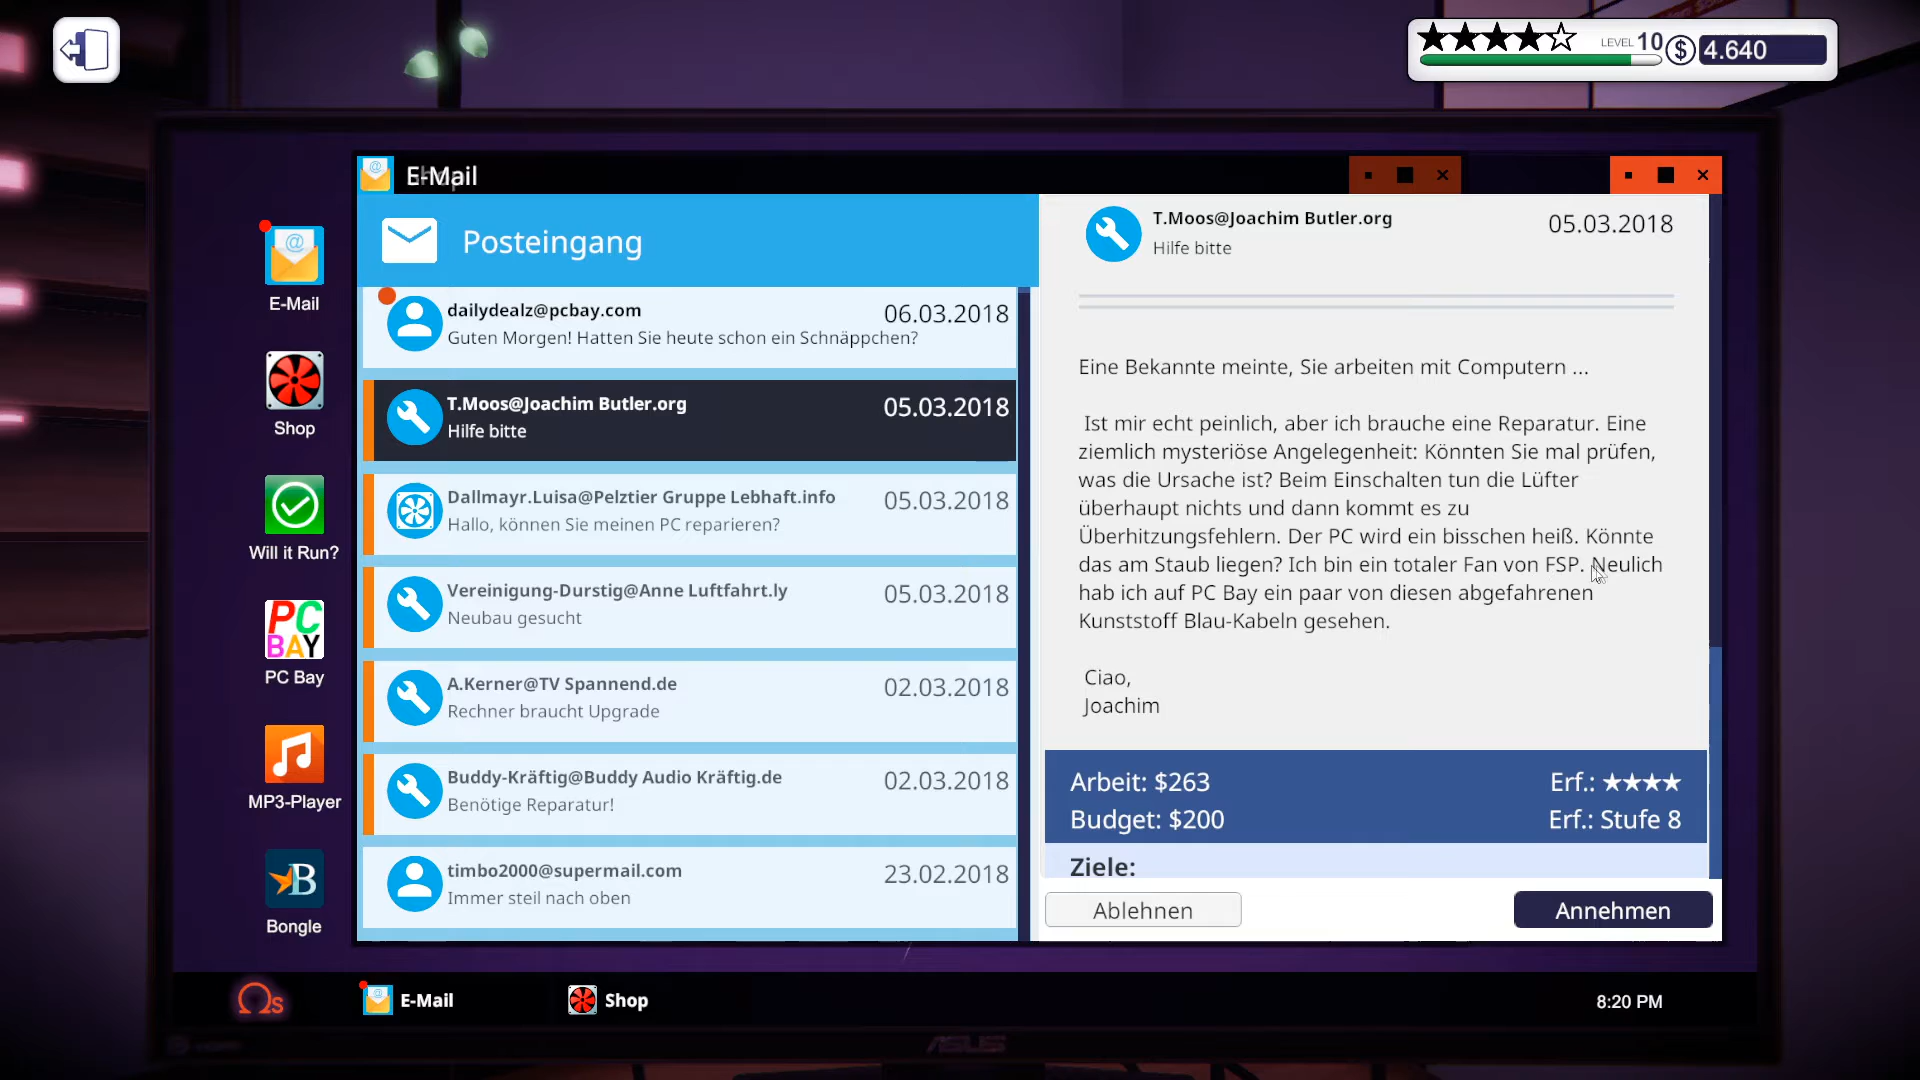 LEVEL 10
$ 4.640
E-Mail
Posteingang
dailydealz@pcbay.com
06.03.2018
Guten Morgen! Hatten Sie heute schon ein Schnäppchen?
T.Moos@Joachim Butler.org
05.03.2018
Hilfe bitte
Dallmayr.Luisa@Pelztier Gruppe Lebhaft.info
05.03.2018
Hallo, können Sie meinen PC reparieren?
Vereinigung-Durstig@Anne Luftfahrt.ly
05.03.2018
Neubau gesucht
A.Kerner@TV Spannend.de
02.03.2018
Rechner braucht Upgrade
Buddy-Kräftig@Buddy Audio Kräftig.de
02.03.2018
Benötige Reparatur!
timbo2000@supermail.com
23.02.2018
Immer steil nach oben
T.Moos@Joachim Butler.org
05.03.2018
Hilfe bitte
Eine Bekannte meinte, Sie arbeiten mit Computern ...
Ist mir echt peinlich, aber ich brauche eine Reparatur. Eine
ziemlich mysteriöse Angelegenheit: Könnten Sie mal prüfen,
was die Ursache ist? Beim Einschalten tun die Lüfter
überhaupt nichts und dann kommt es zu
Überhitzungsfehlern. Der PC wird ein bisschen heiß. Könnte
das am Staub liegen? Ich bin ein totaler Fan von FSP. Neulich
hab ich auf PC Bay ein paar von diesen abgefahrenen
Kunststoff Blau-Kabeln gesehen.
Ciao,
Joachim
Arbeit: $263
Erf.: ★★★★
Budget: $200
Erf.: Stufe 8
Ziele:
Ablehnen
Annehmen
E-Mail
Shop
Will it Run?
PC BAY
PC Bay
MP3-Player
B
Bongle
Ωs
E-Mail
Shop
8:20 PM
ASUS